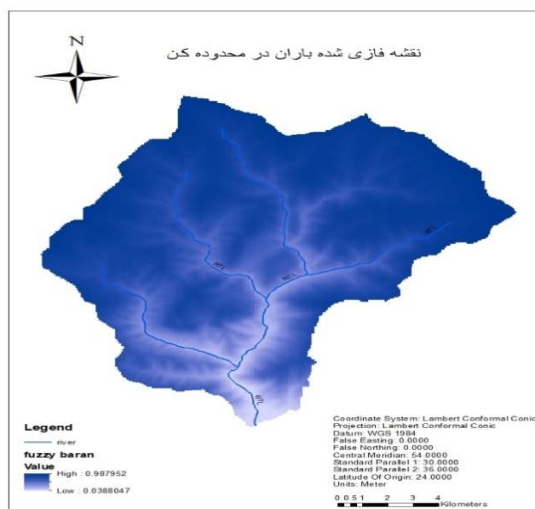 N
نقشه فازی شده باران در محدوده کن
Legend
river
fuzzy baran
Value
High : 0.987952
Low : 0.0388047
Coordinate System: Lambert Conformal Conic
Projection: Lambert Conformal Conic
Datum: WGS 1984
False Easting: 0.0000
False Northing: 0.0000
Central Meridian: 54.0000
Standard Parallel 1: 30.0000
Standard Parallel 2: 36.0000
Latitude Of Origin: 24.0000
Units: Meter
0 0.5 1 2 3 4
Kilometers